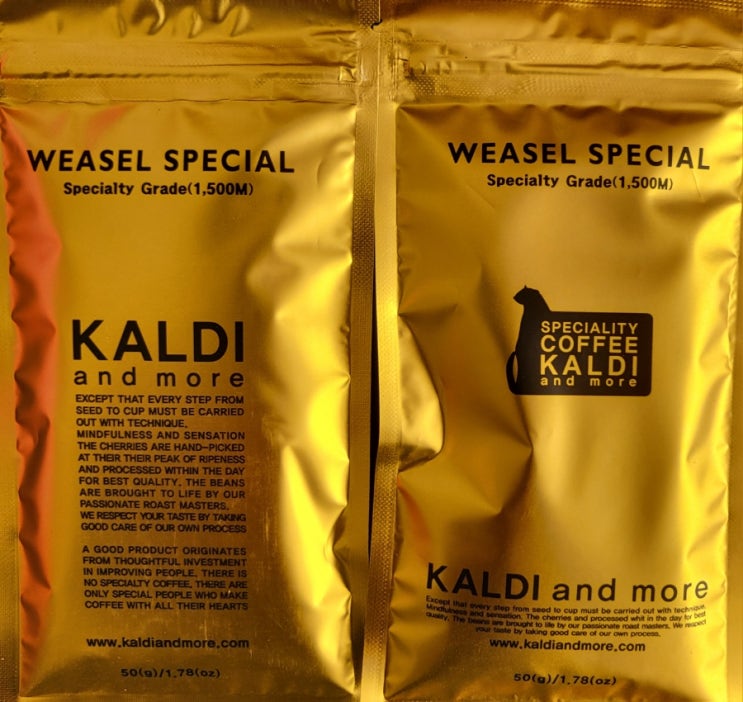 WEASEL SPECIAL
Specialty Grade(1,500M)
KALDI
and more
EXCEPT THAT EVERY STEP FROM
SEED TO CUP MUST BE CARRIED
OUT WITH TECHNIQUE.
MINDFULNESS AND SENSATION
THE CHERRIES ARE HAND-PICKED
AT THEIR THEIR PEAK OF RIPENESS
AND PROCESSED WITHIN THE DAY
FOR BEST QUALITY. THE BEANS
ARE BROUGHT TO LIFE BY OUR
PASSIONATE ROAST MASTERS.
WE RESPECT YOUR TASTE BY TAKING
GOOD CARE OF OUR OWN PROCESS
A GOOD PRODUCT ORIGINATES
FROM THOUGHTFUL INVESTMENT
IN IMPROVING PEOPLE. THERE IS
NO SPECIALTY COFFEE, THERE ARE
ONLY SPECIAL PEOPLE WHO MAKE
COFFEE WITH ALL THEIR HEARTS
www.kaldiandmore.com
50(g)/1.78(oz)
WEASEL SPECIAL
Specialty Grade(1,500M)
SPECIALITY
COFFEE
KALDI
and more
KALDI and more
Except that every step from seed to cup must be carried out with technique.
Mindfulness and sensation. The cherries and processed whit in the day for best
quality. The beans are brought to life by our passionate roast masters. We respect
your taste by taking good care of our own process.
www.kaldiandmore.com
50(g)/1.78(oz)